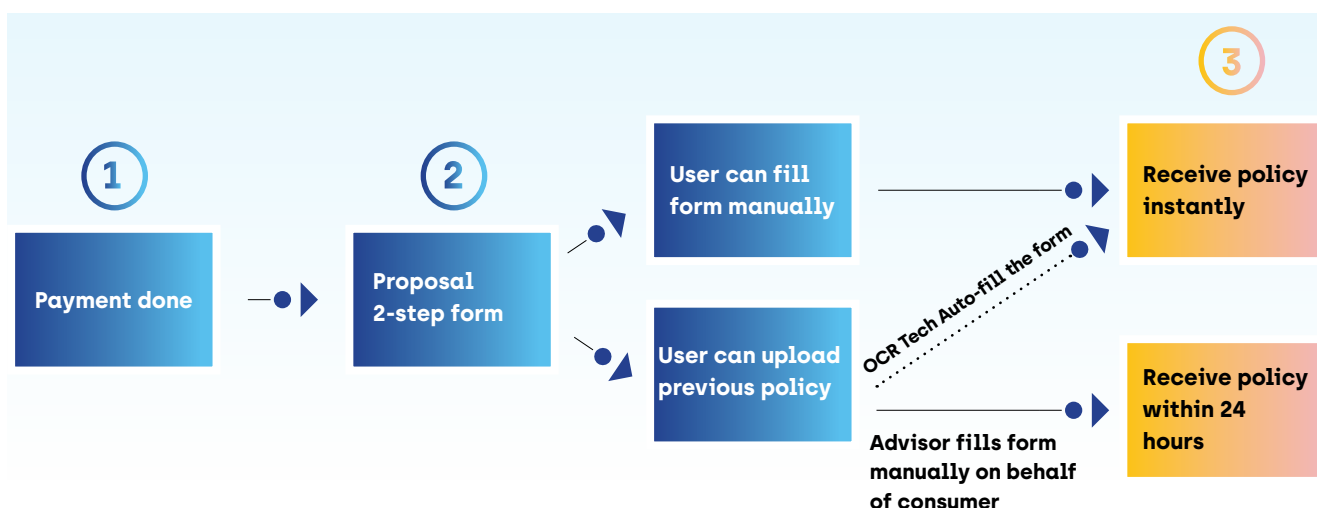 1
Payment done
2
Proposal
2-step form
User can fill
form manually
User can upload
previous policy
OCR Tech Auto-fill the form
Advisor fills form
manually on behalf
of consumer
3
Receive policy
instantly
Receive policy
within 24
hours